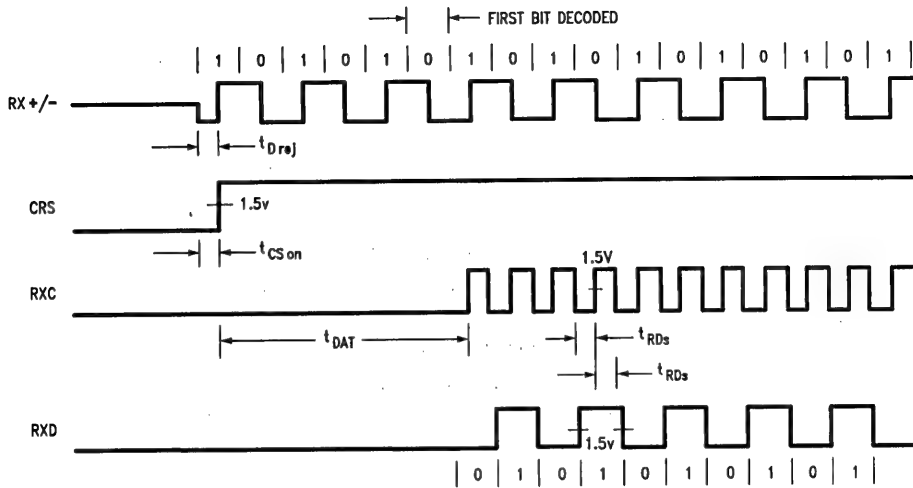 FIRST BIT DECODED
| 1 | 0 | 1 | 0 | 1 | 0 | 1 | 0 | 1 | 0 | 1 | 0 | 1 | 0 | 1 | 0 | 1
RX +/-
tDrej
CRS
1.5v
tCSon
1.5V
RXC
tDAT
tRDs
tRDs
RXD
1.5v
| 0 | 1 | 0 | 1 | 0 | 1 | 0 | 1 | 0 | 1 |